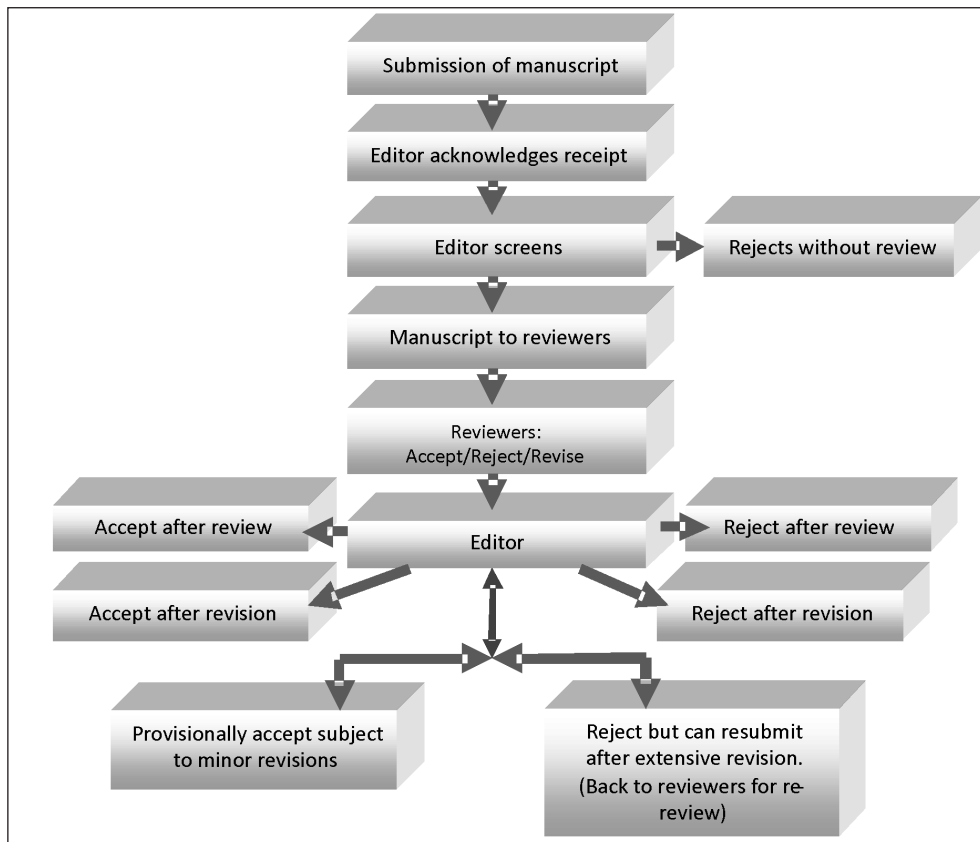 Submission of manuscript
Editor acknowledges receipt
Editor screens
Rejects without review
Manuscript to reviewers
Reviewers:
Accept/Reject/Revise
Accept after review
Editor
Reject after review
Accept after revision
Reject after revision
Provisionally accept subject
to minor revisions
Reject but can resubmit
after extensive revision.
(Back to reviewers for re-
review)